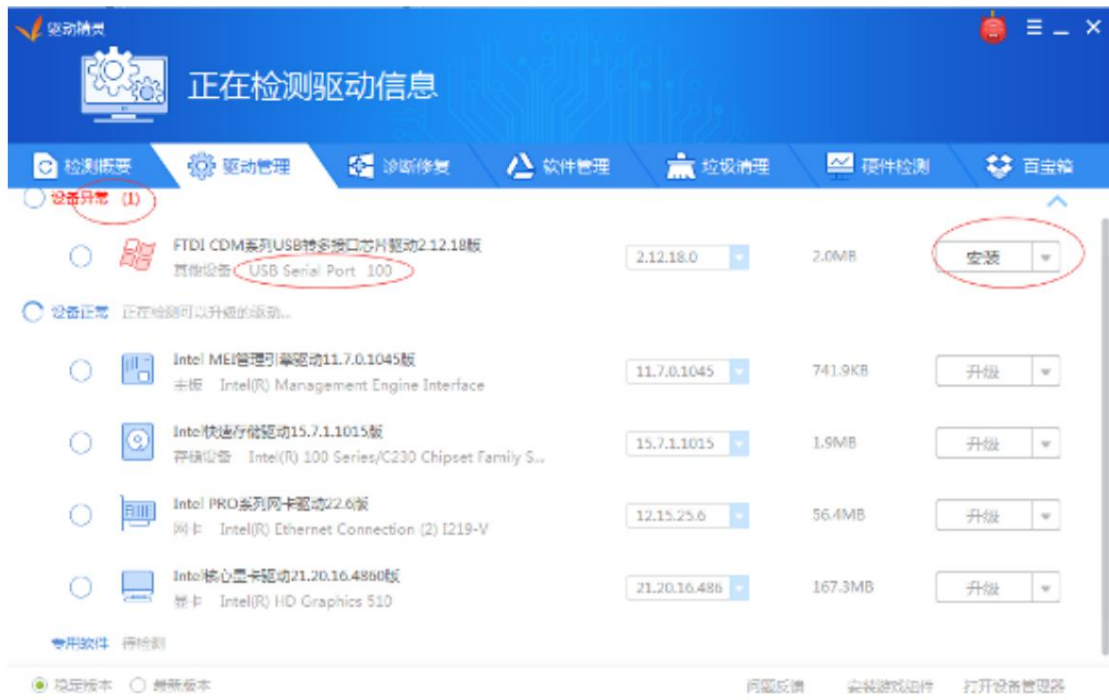 驱动精灵
正在检测驱动信息
检测概要 驱动管理 诊断修复 软件管理 垃圾清理 硬件检测 百宝箱
设备异常 (1)
FTDI CDM系列USB转多接口芯片驱动2.12.18版
其他设备 USB Serial Port 100
2.12.18.0 2.0MB 安装
设备正常 正在检测可以升级的驱动...
Intel MEI管理引擎驱动11.7.0.1045版
主板 Intel(R) Management Engine Interface
11.7.0.1045 741.9KB 升级
Intel快速存储驱动15.7.1.1015版
存储设备 Intel(R) 100 Series/C230 Chipset Family S...
15.7.1.1015 1.9MB 升级
Intel PRO系列网卡驱动22.6版
网卡 Intel(R) Ethernet Connection (2) I219-V
12.15.25.6 56.4MB 升级
Intel核心显卡驱动21.20.16.4860版
显卡 Intel(R) HD Graphics 510
21.20.16.486 167.3MB 升级
专用软件 待检测
稳定版本 最新版本 问题反馈 安装游戏组件 打开设备管理器